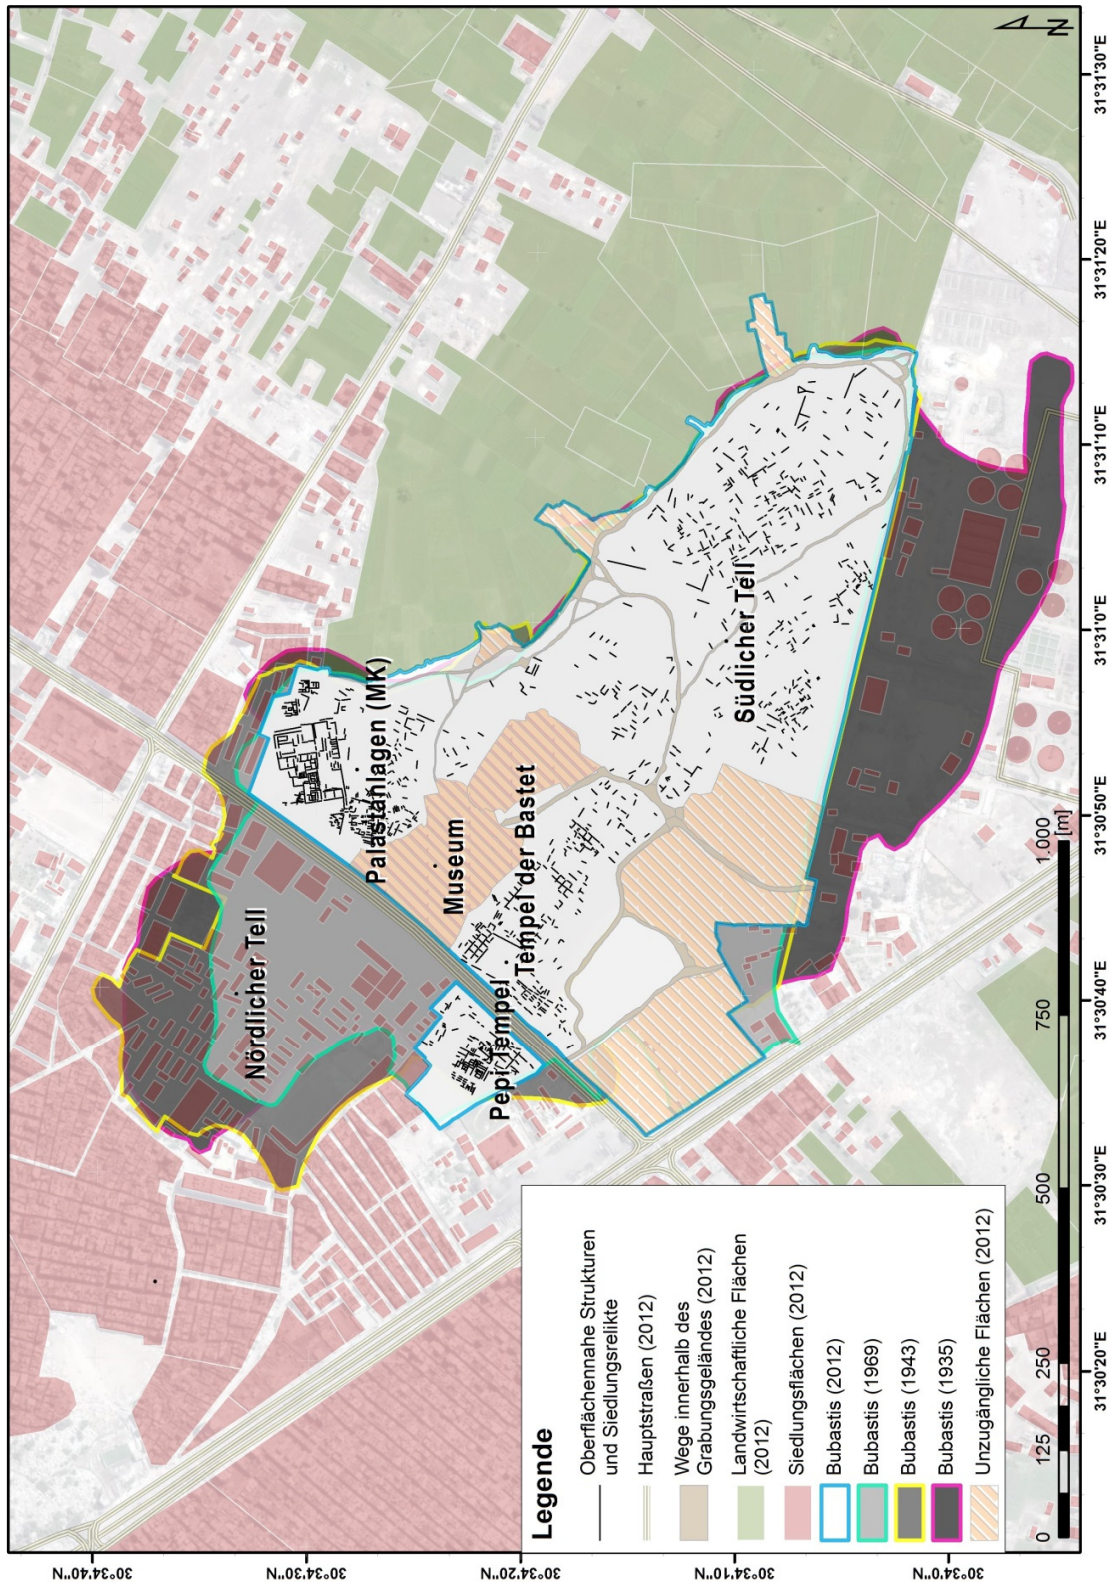 N
Nördlicher Tell
Palastanlagen (MK)
Museum
Pepi Tempel
Tempel der Bastet
Südlicher Tell
Legende
Oberflächennahe Strukturen
und Siedlungsrelikte
Hauptstraßen (2012)
Wege innerhalb des
Grabungsgeländes (2012)
Landwirtschaftliche Flächen
(2012)
Siedlungsflächen (2012)
Bubastis (2012)
Bubastis (1969)
Bubastis (1943)
Bubastis (1935)
Unzugängliche Flächen (2012)
0 125 250 500 750 1.000
[m]
30°34'40"N
30°34'30"N
30°34'20"N
30°34'10"N
30°34'0"N
31°30'20"E 31°30'30"E 31°30'40"E 31°30'50"E 31°31'0"E 31°31'10"E 31°31'20"E 31°31'30"E